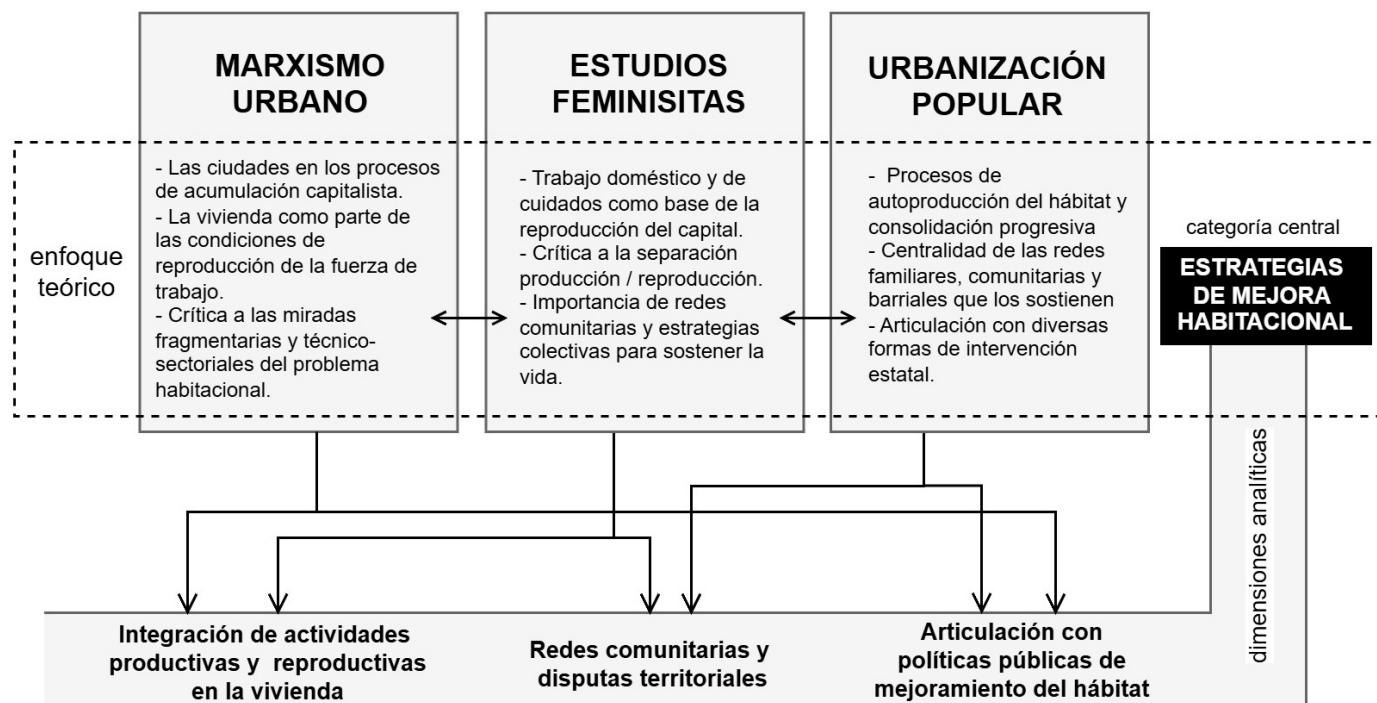 MARXISMO
URBANO
- Las ciudades en los procesos
de acumulación capitalista.
- La vivienda como parte de
las condiciones de
reproducción de la fuerza de
trabajo.
- Crítica a las miradas
fragmentarias y técnico-
sectoriales del problema
habitacional.
ESTUDIOS
FEMINISITAS
- Trabajo doméstico y de
cuidados como base de la
reproducción del capital.
- Crítica a la separación
producción / reproducción.
- Importancia de redes
comunitarias y estrategias
colectivas para sostener la
vida.
URBANIZACIÓN
POPULAR
- Procesos de
autoproducción del hábitat y
consolidación progresiva
- Centralidad de las redes
familiares, comunitarias y
barriales que los sostienen
- Articulación con diversas
formas de intervención
estatal.
enfoque
teórico
categoría central
ESTRATEGIAS
DE MEJORA
HABITACIONAL
dimensiones analíticas
Integración de actividades
productivas y reproductivas
en la vivienda
Redes comunitarias y
disputas territoriales
Articulación con
políticas públicas de
mejoramiento del hábitat